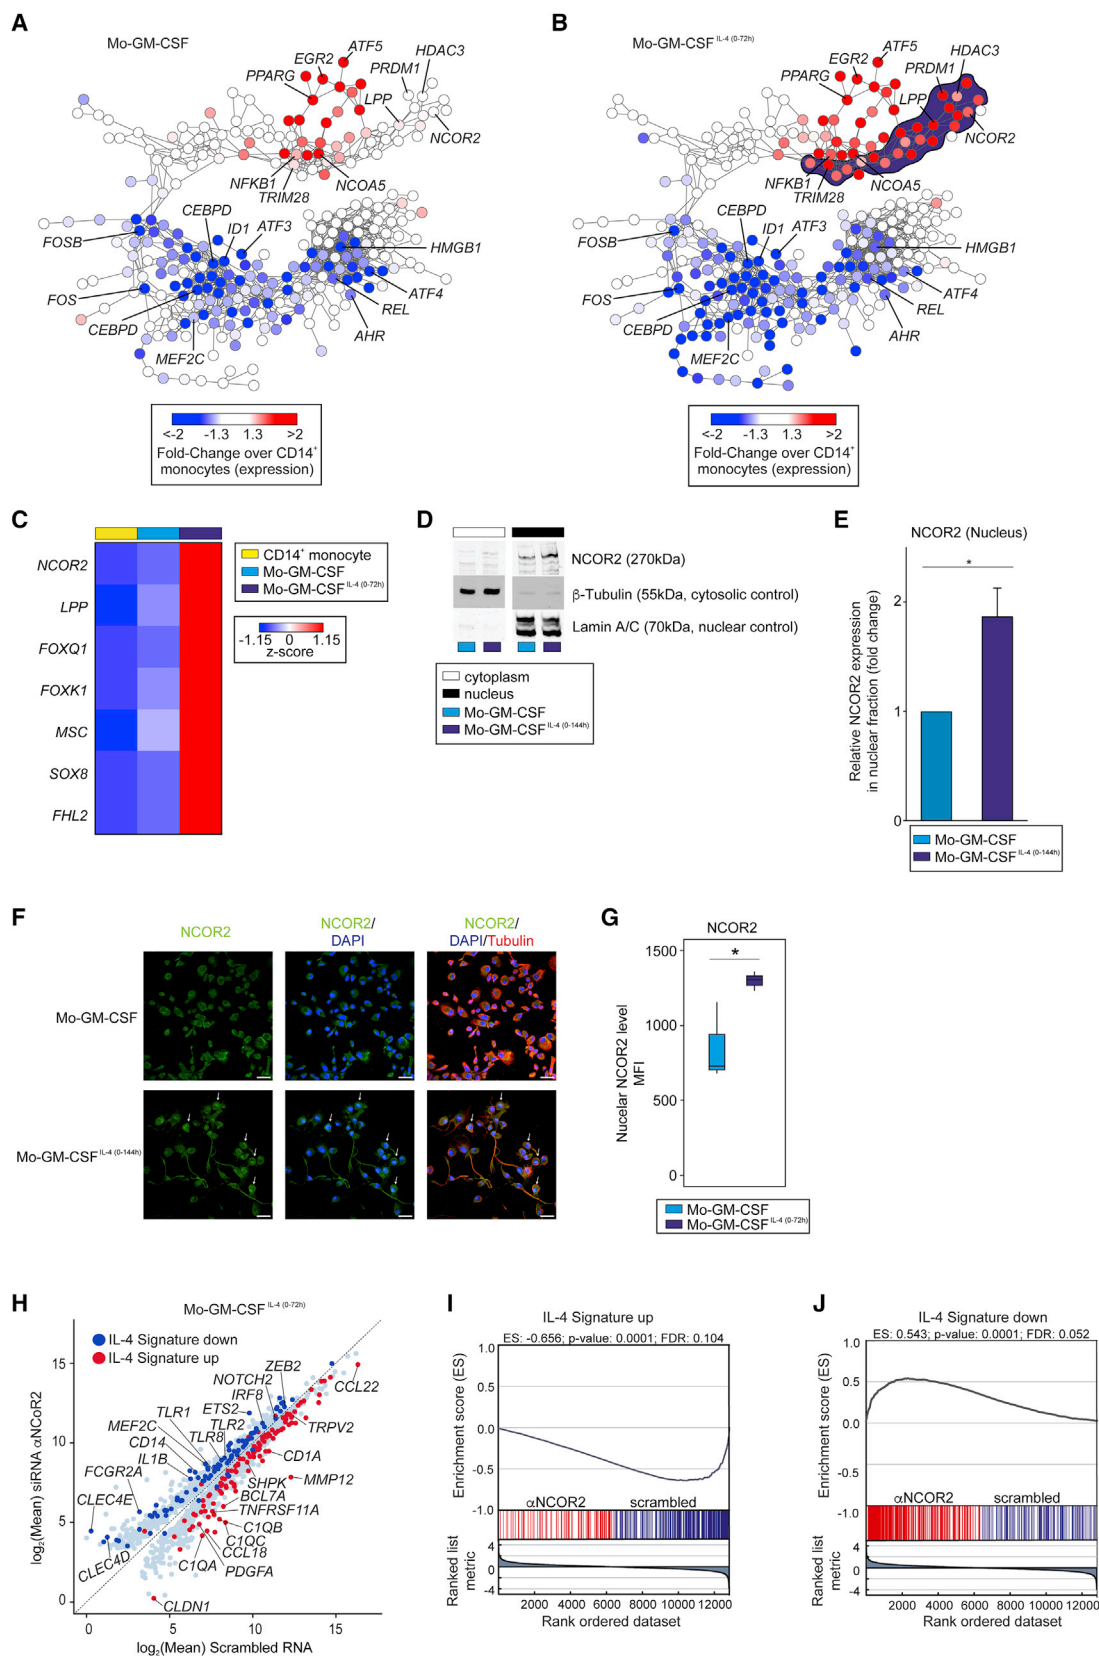 A
Mo-GM-CSF
ATF5
EGR2
HDAC3
PRDM1
PPARG
LPP
NCOR2
NFKB1
NCOA5
TRIM28
CEBPD
ID1
ATF3
FOSB
HMGB1
FOS
ATF4
REL
CEBPD
AHR
MEF2C
<-2 -1.3 1.3 >2
Fold-Change over CD14+
monocytes (expression)
B
Mo-GM-CSF IL-4 (0-72h)
ATF5
EGR2
HDAC3
PRDM1
PPARG
LPP
NCOR2
NFKB1
NCOA5
TRIM28
CEBPD
ID1
ATF3
FOSB
HMGB1
FOS
ATF4
REL
CEBPD
AHR
MEF2C
<-2 -1.3 1.3 >2
Fold-Change over CD14+
monocytes (expression)
C
NCOR2
LPP
FOXQ1
FOXK1
MSC
SOX8
FHL2
CD14+ monocyte
Mo-GM-CSF
Mo-GM-CSF IL-4 (0-72h)
-1.15 0 1.15
z-score
D
NCOR2 (270kDa)
β-Tubulin (55kDa, cytosolic control)
Lamin A/C (70kDa, nuclear control)
cytoplasm
nucleus
Mo-GM-CSF
Mo-GM-CSF IL-4 (0-144h)
E
NCOR2 (Nucleus)
*
2
1
0
Relative NCOR2 expression
in nuclear fraction (fold change)
Mo-GM-CSF
Mo-GM-CSF IL-4 (0-144h)
F
NCOR2
NCOR2/
DAPI
NCOR2/
DAPI/Tubulin
Mo-GM-CSF
Mo-GM-CSF IL-4 (0-144h)
G
NCOR2
*
1500
1000
500
0
Nucelar NCOR2 level
MFI
Mo-GM-CSF
Mo-GM-CSF IL-4 (0-72h)
H
Mo-GM-CSF IL-4 (0-72h)
IL-4 Signature down
IL-4 Signature up
15
10
5
0
log2(Mean) siRNA αNCoR2
ZEB2
NOTCH2
IRF8
ETS2
TLR1
TLR2
MEF2C
TLR8
CD14
IL1B
FCGR2A
CLEC4E
CLEC4D
CCL22
TRPV2
CD1A
MMP12
SHPK
BCL7A
TNFRSF11A
C1QB
C1QC
CCL18
C1QA
PDGFA
CLDN1
0 5 10 15
log2(Mean) Scrambled RNA
I
IL-4 Signature up
ES: -0.656; p-value: 0.0001; FDR: 0.104
1.0
0.5
0.0
-0.5
-1.0
Enrichment score (ES)
αNCOR2 scrambled
4
2
0
-2
-4
Ranked list
metric
2000 4000 6000 8000 10000 12000
Rank ordered dataset
J
IL-4 Signature down
ES: 0.543; p-value: 0.0001; FDR: 0.052
1.0
0.5
0.0
-0.5
-1.0
Enrichment score (ES)
αNCOR2 scrambled
4
2
0
-2
-4
Ranked list
metric
2000 4000 6000 8000 10000 12000
Rank ordered dataset